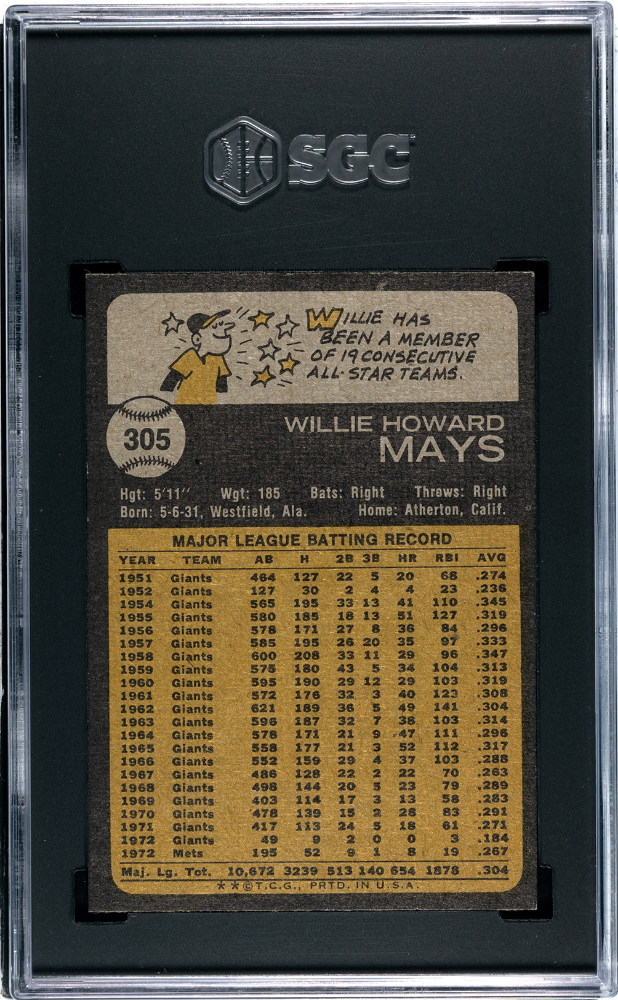 SGC
WILLIE HAS
BEEN A MEMBER
OF 19 CONSECUTIVE
ALL-STAR TEAMS.
305
WILLIE HOWARD
MAYS
Hgt: 5'11" Wgt: 185 Bats: Right Throws: Right
Born: 5-6-31, Westfield, Ala. Home: Atherton, Calif.
MAJOR LEAGUE BATTING RECORD
YEAR TEAM AB H 2B 3B HR RBI AVG
1951 Giants 464 127 22 5 20 68 .274
1952 Giants 127 30 2 4 4 23 .236
1954 Giants 565 195 33 13 41 110 .345
1955 Giants 580 185 18 13 51 127 .319
1956 Giants 578 171 27 8 36 84 .296
1957 Giants 585 195 26 20 35 97 .333
1958 Giants 600 208 33 11 29 96 .347
1959 Giants 575 180 43 5 34 104 .313
1960 Giants 595 190 29 12 29 103 .319
1961 Giants 572 176 32 3 40 123 .308
1962 Giants 621 189 36 5 49 141 .304
1963 Giants 596 187 32 7 38 103 .314
1964 Giants 578 171 21 9 47 111 .296
1965 Giants 558 177 21 3 52 112 .317
1966 Giants 552 159 29 4 37 103 .288
1967 Giants 486 128 22 2 22 70 .263
1968 Giants 498 144 20 5 23 79 .289
1969 Giants 403 114 17 3 13 58 .283
1970 Giants 478 139 15 2 28 83 .291
1971 Giants 417 113 24 5 18 61 .271
1972 Giants 49 9 2 0 0 3 .184
1972 Mets 195 52 9 1 8 19 .267
Maj. Lg. Tot. 10,672 3239 513 140 654 1878 .304
**©T.C.G., PRTD. IN U.S.A.